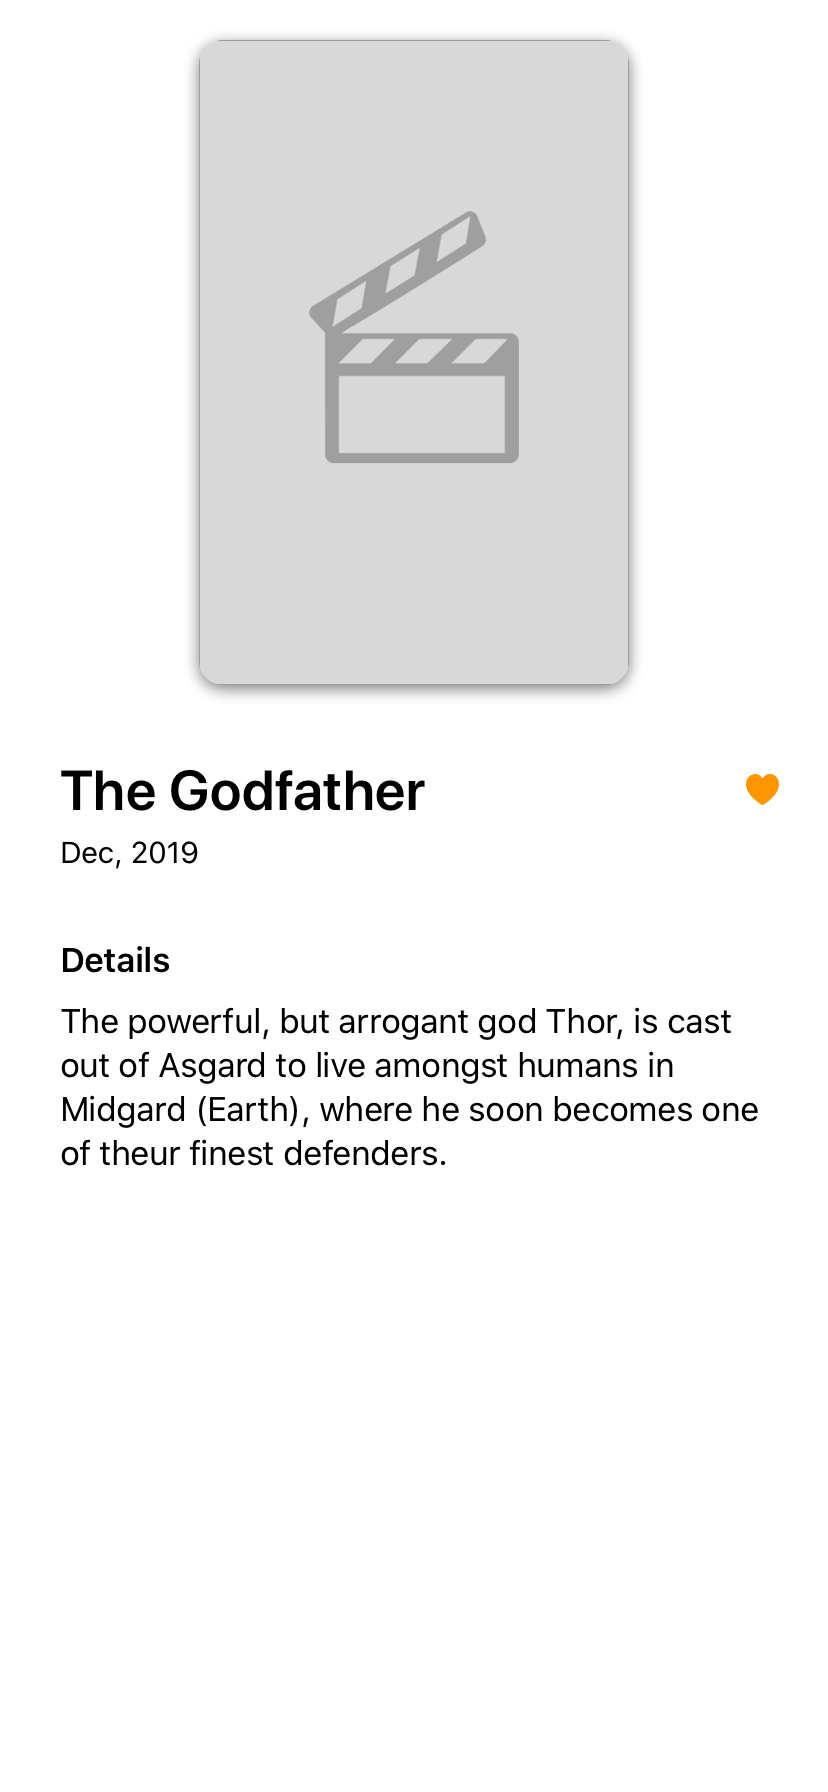 The Godfather
Dec, 2019
Details
The powerful, but arrogant god Thor, is cast
out of Asgard to live amongst humans in
Midgard (Earth), where he soon becomes one
of theur finest defenders.